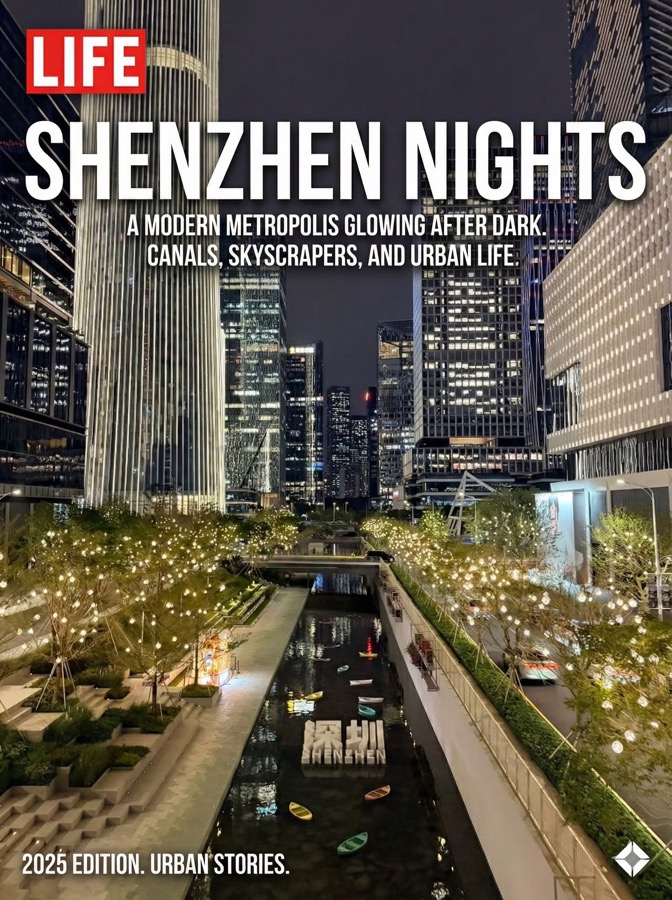 LIFE
SHENZHEN NIGHTS
A MODERN METROPOLIS GLOWING AFTER DARK.
CANALS, SKYSCRAPERS, AND URBAN LIFE.
深圳
SHENZHEN
2025 EDITION. URBAN STORIES.